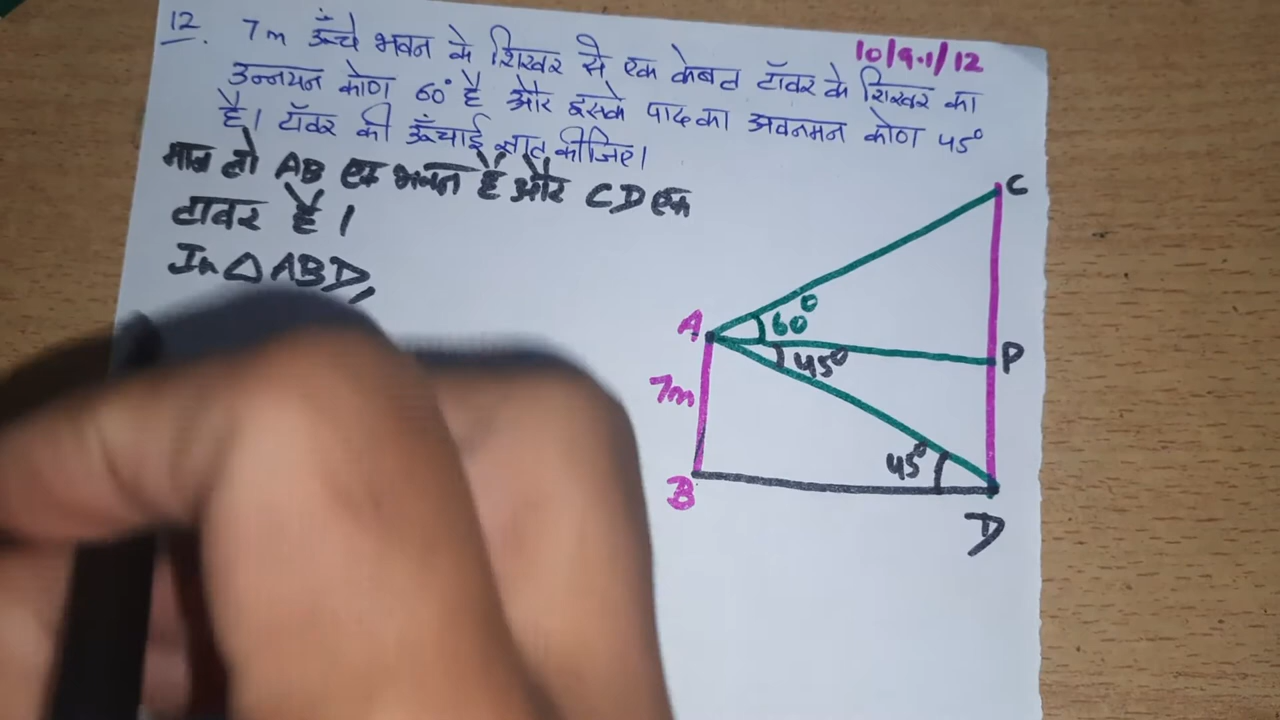 10/9.1/12
12. 7m ऊँचे भवन के शिखर से एक केबल टॉवर के शिखर का
उन्नयन कोण 60° है और इसके पाद का अवनमन कोण 45°
है। टॉवर की ऊँचाई ज्ञात कीजिए।
मान लो AB एक भवन है और CD एक
टावर है।
In △ABD,
C
A
60°
P
45°
7m
45°
B
D